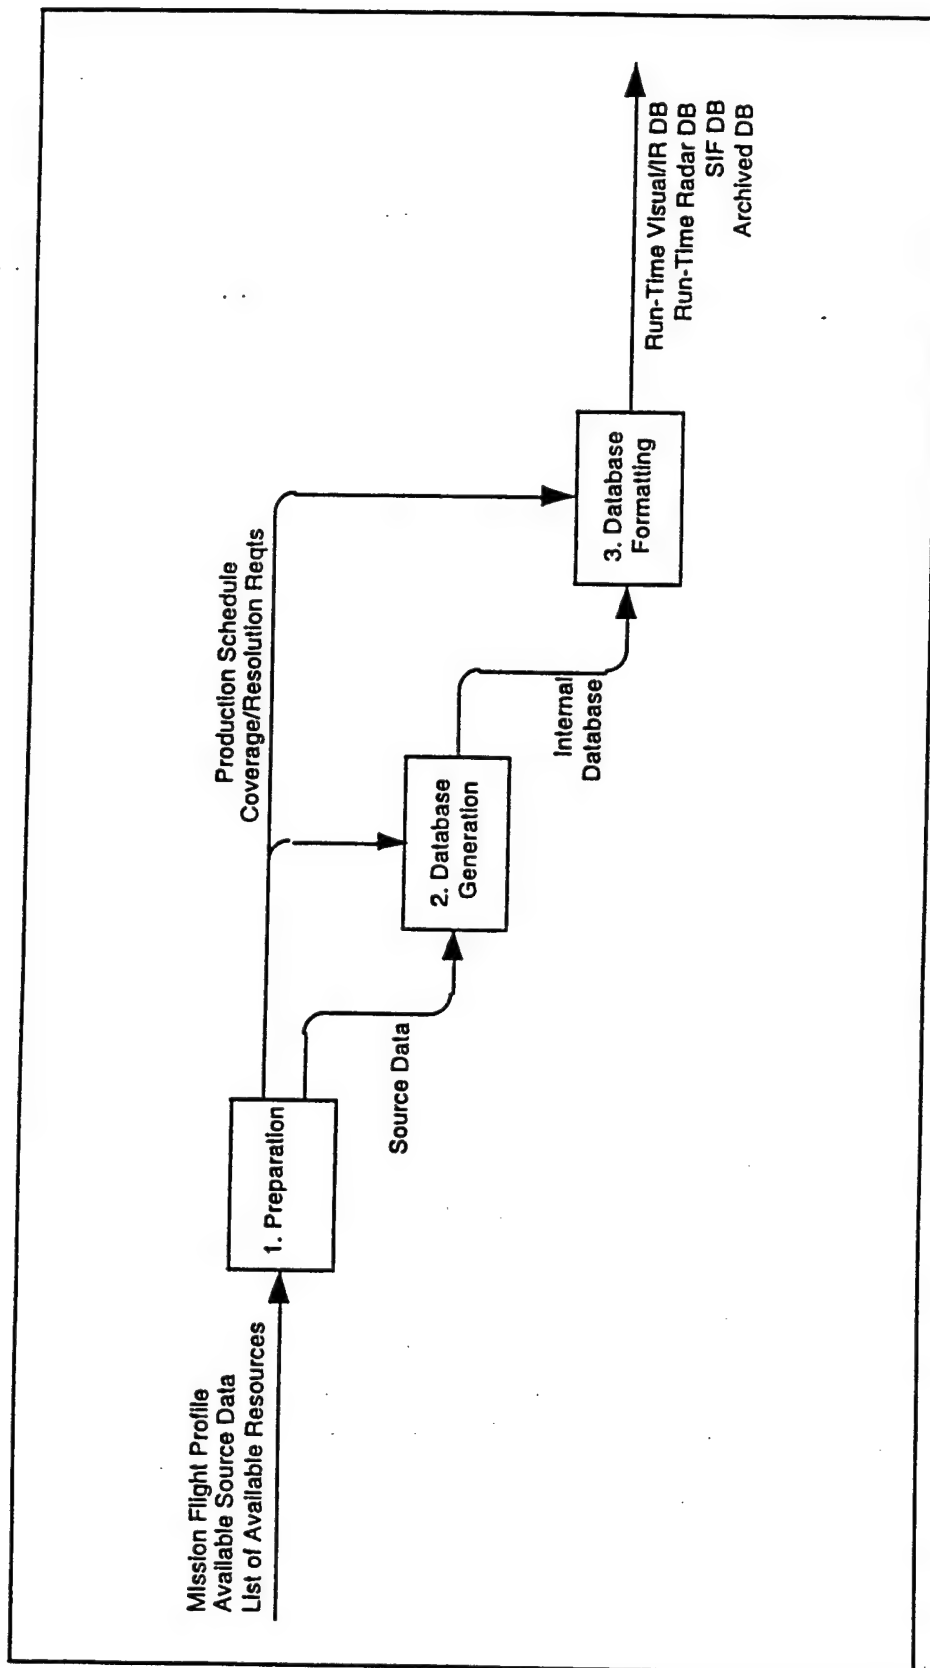 Mission Flight Profile
Available Source Data
List of Available Resources
1. Preparation
Production Schedule
Coverage/Resolution Reqts
Source Data
2. Database
Generation
Internal
Database
3. Database
Formatting
Run-Time Visual/IR DB
Run-Time Radar DB
SIF DB
Archived DB